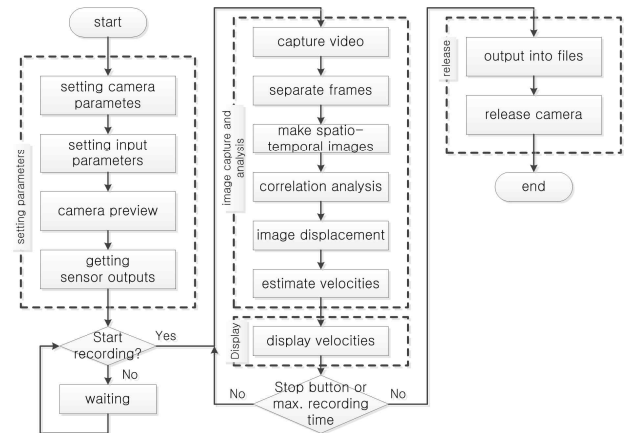 start
setting parameters
setting camera
parametes
setting input
parameters
camera preview
getting
sensor outputs
Start
recording?
Yes
No
waiting
image capture and
analysis
capture video
separate frames
make spatio-
temporal images
correlation analysis
image displacement
estimate velocities
Display
display velocities
Stop button or
max. recording
time
No
No
release
output into files
release camera
end